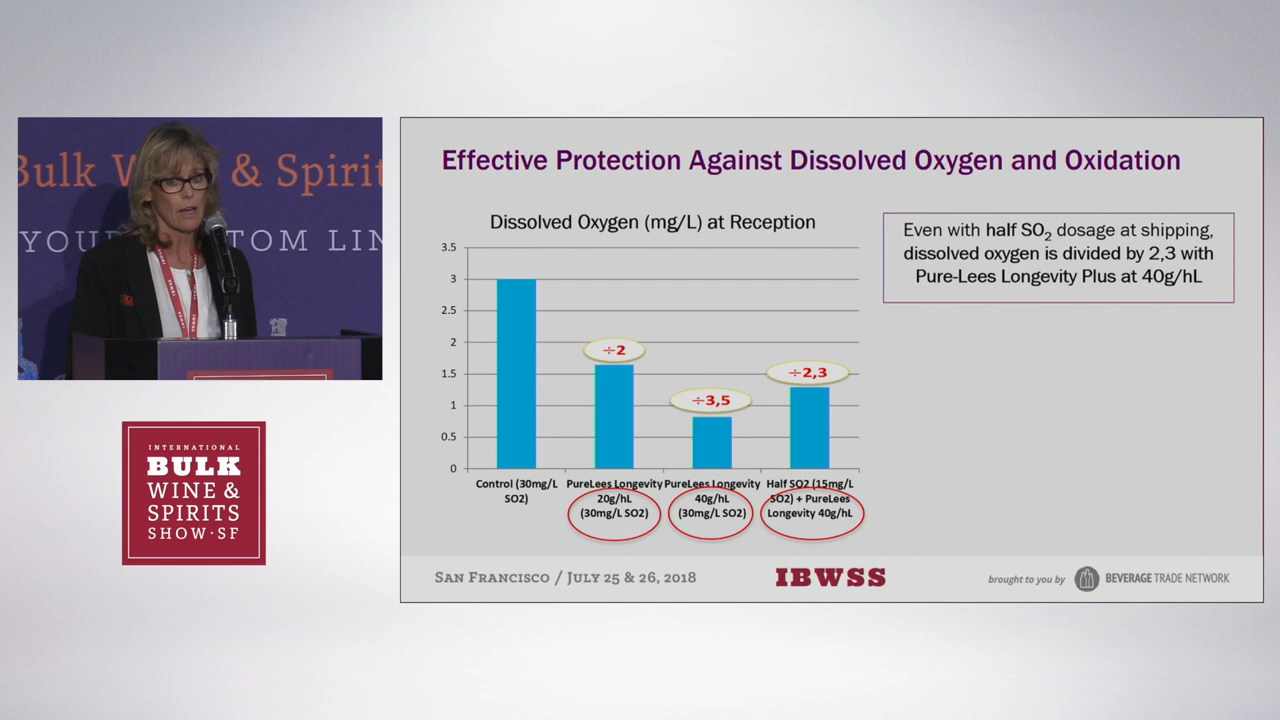 Bulk W & Spirit
YOU TOM LIN
INTERNATIONAL
BULK
WINE &
SPIRITS
SHOW·SF
Effective Protection Against Dissolved Oxygen and Oxidation
Dissolved Oxygen (mg/L) at Reception
3.5
3
2.5
2
1.5
1
0.5
0
÷2
÷3,5
÷2,3
Control (30mg/L
SO2)
PureLees Longevity
20g/hL
(30mg/L SO2)
PureLees Longevity
40g/hL
(30mg/L SO2)
Half SO2 (15mg/L
SO2) + PureLees
Longevity 40g/hL
Even with half SO2 dosage at shipping,
dissolved oxygen is divided by 2,3 with
Pure-Lees Longevity Plus at 40g/hL
San Francisco / July 25 & 26, 2018
IBWSS
brought to you by
BEVERAGE TRADE NETWORK